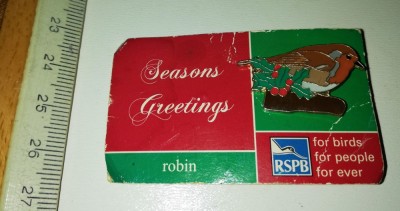 23
24
25
26
27
Seasons
Greetings
robin
RSPB
for birds
for people
for ever